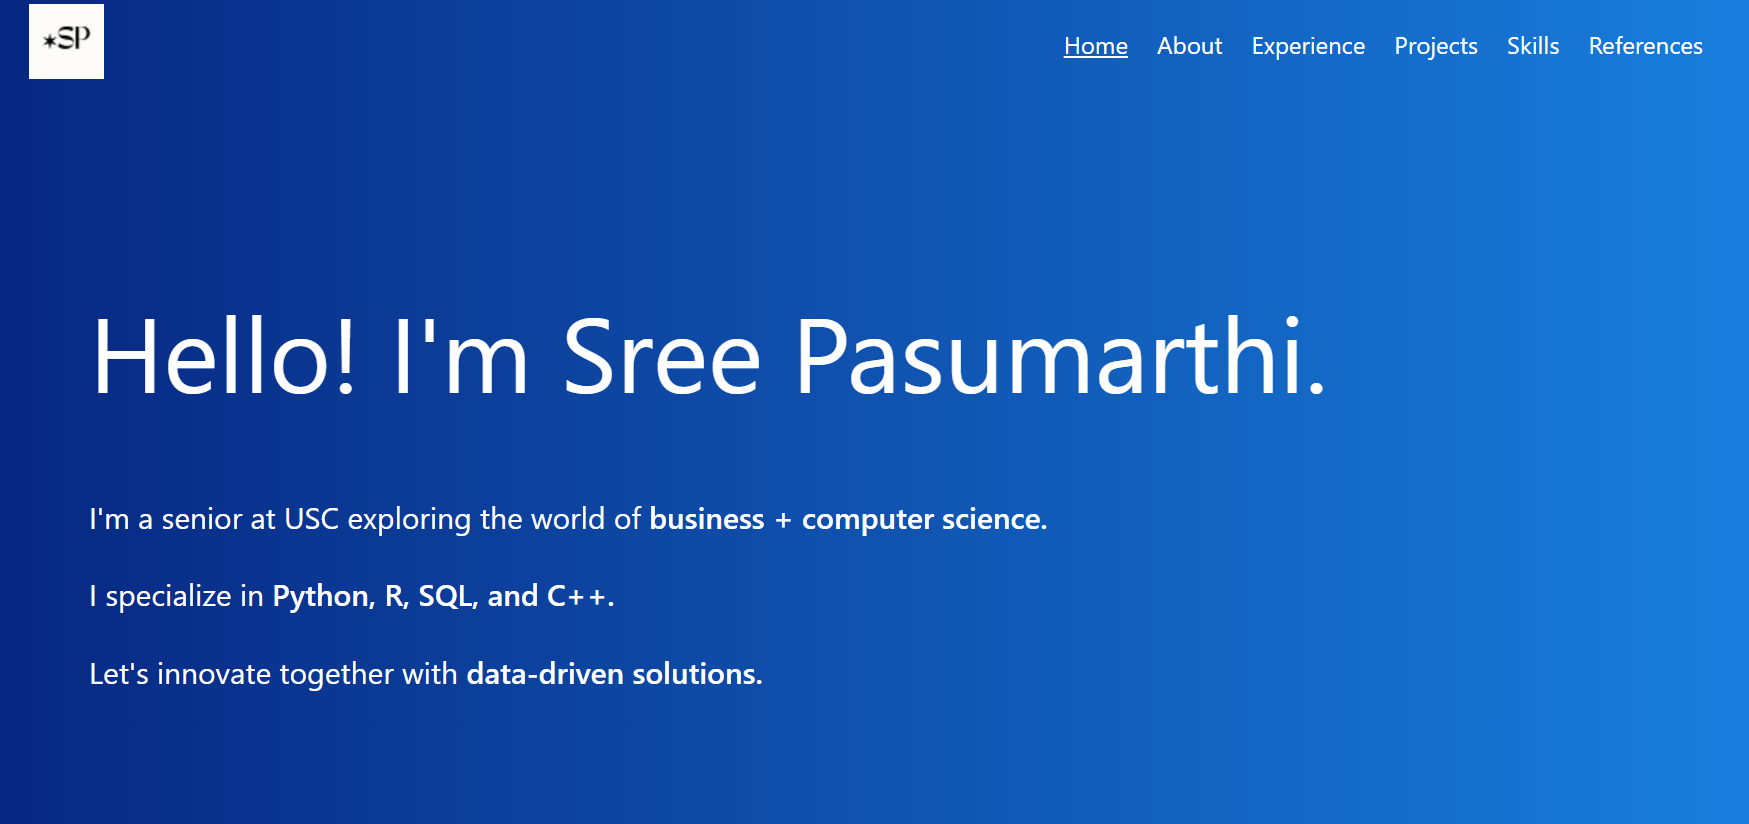 ✶SP
Home About Experience Projects Skills References
Hello! I'm Sree Pasumarthi.
I'm a senior at USC exploring the world of business + computer science.
I specialize in Python, R, SQL, and C++.
Let's innovate together with data-driven solutions.